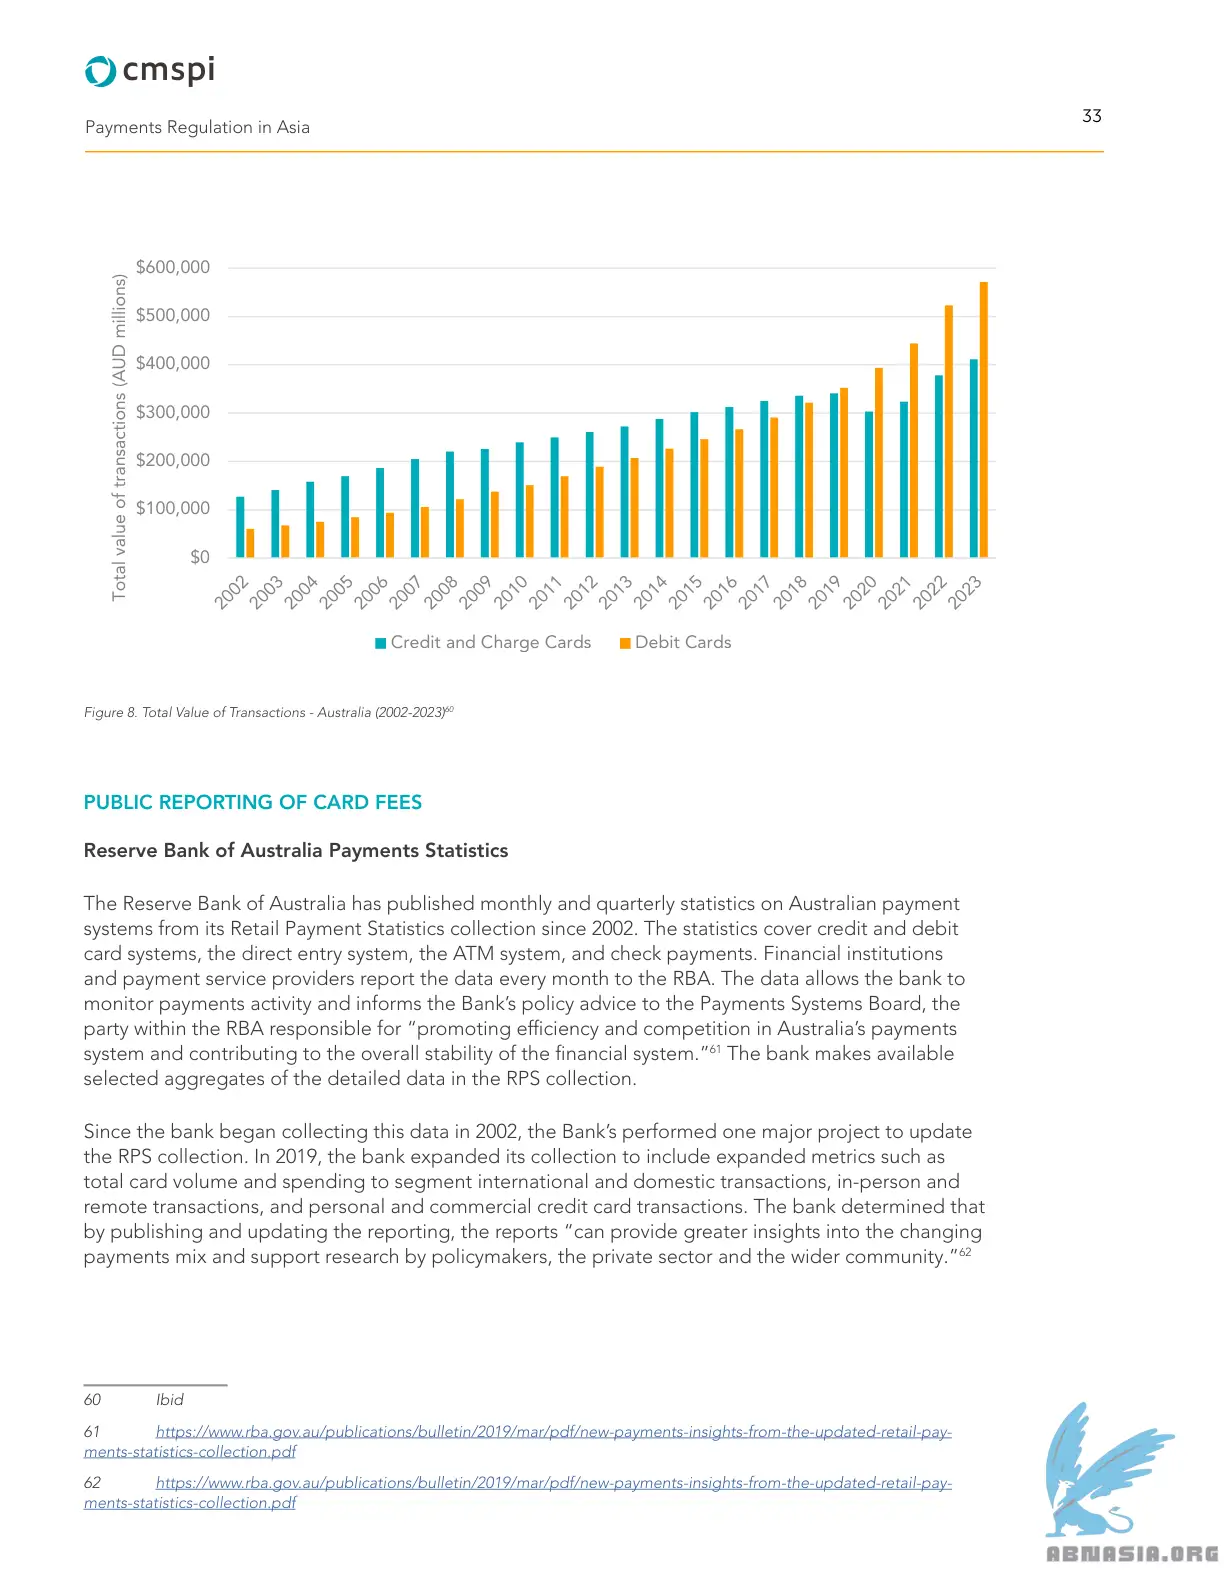 cmspi
Payments Regulation in Asia
33
Total value of transactions (AUD millions)
$600,000
$500,000
$400,000
$300,000
$200,000
$100,000
$0
2002
2003
2004
2005
2006
2007
2008
2009
2010
2011
2012
2013
2014
2015
2016
2017
2018
2019
2020
2021
2022
2023
Credit and Charge Cards
Debit Cards
Figure 8. Total Value of Transactions - Australia (2002-2023)60
PUBLIC REPORTING OF CARD FEES
Reserve Bank of Australia Payments Statistics
The Reserve Bank of Australia has published monthly and quarterly statistics on Australian payment
systems from its Retail Payment Statistics collection since 2002. The statistics cover credit and debit
card systems, the direct entry system, the ATM system, and check payments. Financial institutions
and payment service providers report the data every month to the RBA. The data allows the bank to
monitor payments activity and informs the Bank’s policy advice to the Payments Systems Board, the
party within the RBA responsible for “promoting efficiency and competition in Australia’s payments
system and contributing to the overall stability of the financial system.”61 The bank makes available
selected aggregates of the detailed data in the RPS collection.
Since the bank began collecting this data in 2002, the Bank’s performed one major project to update
the RPS collection. In 2019, the bank expanded its collection to include expanded metrics such as
total card volume and spending to segment international and domestic transactions, in-person and
remote transactions, and personal and commercial credit card transactions. The bank determined that
by publishing and updating the reporting, the reports “can provide greater insights into the changing
payments mix and support research by policymakers, the private sector and the wider community.”62
60 Ibid
61 https://www.rba.gov.au/publications/bulletin/2019/mar/pdf/new-payments-insights-from-the-updated-retail-pay-
ments-statistics-collection.pdf
62 https://www.rba.gov.au/publications/bulletin/2019/mar/pdf/new-payments-insights-from-the-updated-retail-pay-
ments-statistics-collection.pdf
ABNASIA.ORG